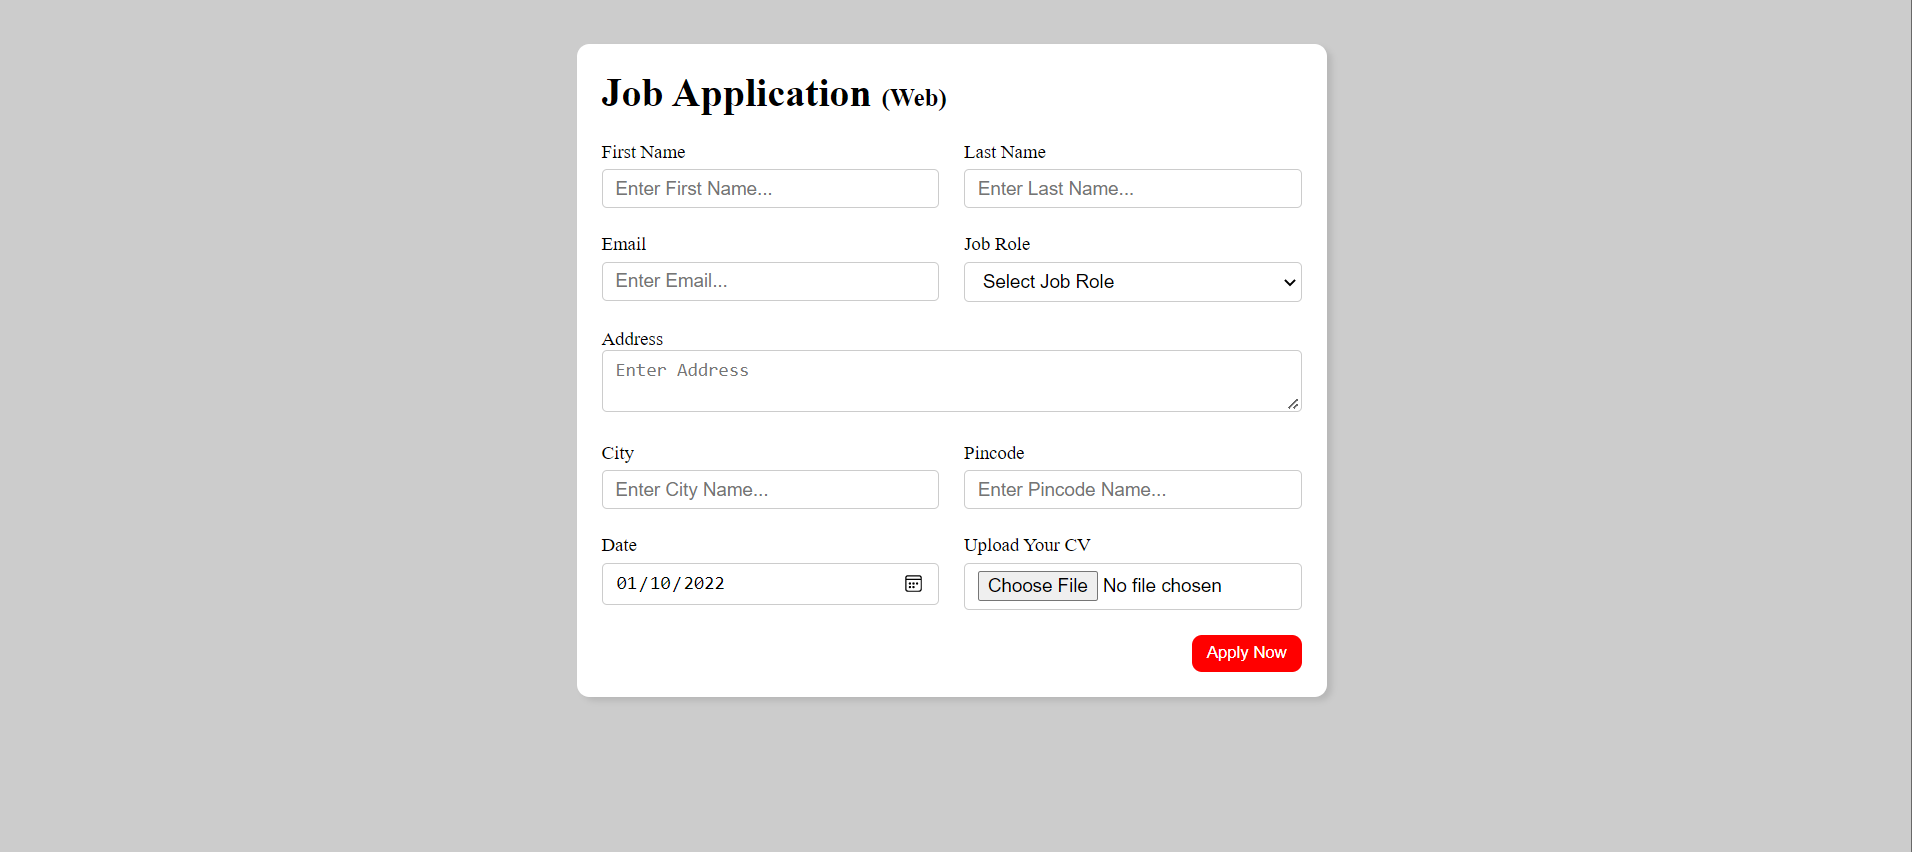 Job Application (Web)
First Name
Last Name
Enter First Name...
Enter Last Name...
Email
Job Role
Enter Email...
Select Job Role
Address
Enter Address
City
Pincode
Enter City Name...
Enter Pincode Name...
Date
Upload Your CV
01/10/2022
Choose File No file chosen
Apply Now